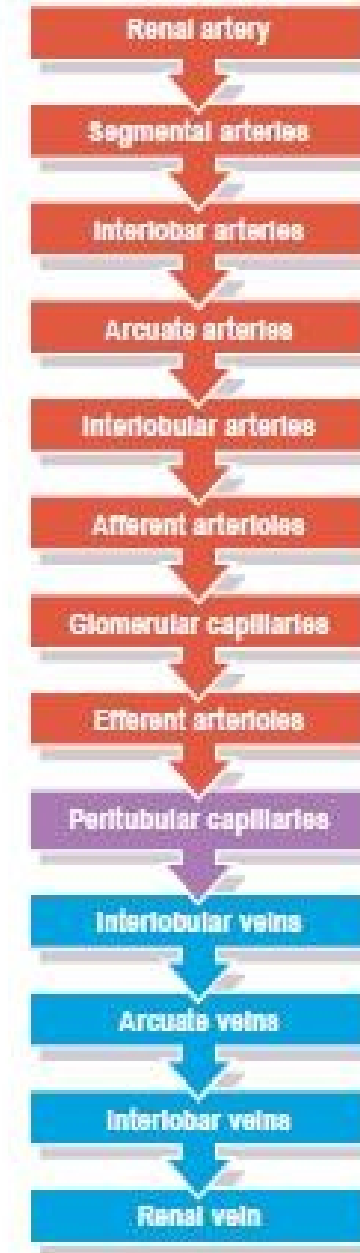 Renal artery
Segmental arteries
Interlobar arteries
Arcuate arteries
Interlobular arteries
Afferent arterioles
Glomerular capillaries
Efferent arterioles
Peritubular capillaries
Interlobular veins
Arcuate veins
Interlobar veins
Renal vein